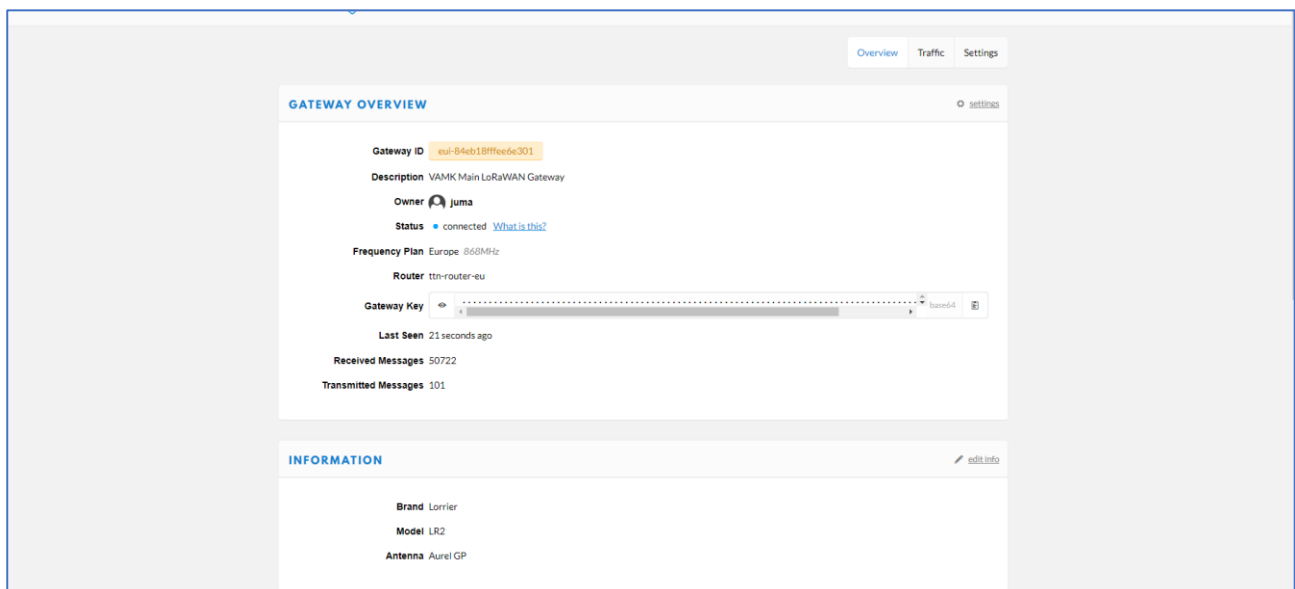 Overview Traffic Settings
GATEWAY OVERVIEW settings
Gateway ID eui-84eb18fffee6e301
Description VAMK Main LoRaWAN Gateway
Owner juma
Status connected What is this?
Frequency Plan Europe 868MHz
Router ttn-router-eu
Gateway Key base64
Last Seen 21 seconds ago
Received Messages 50722
Transmitted Messages 101
INFORMATION edit info
Brand Lorrier
Model LR2
Antenna Aurel GP